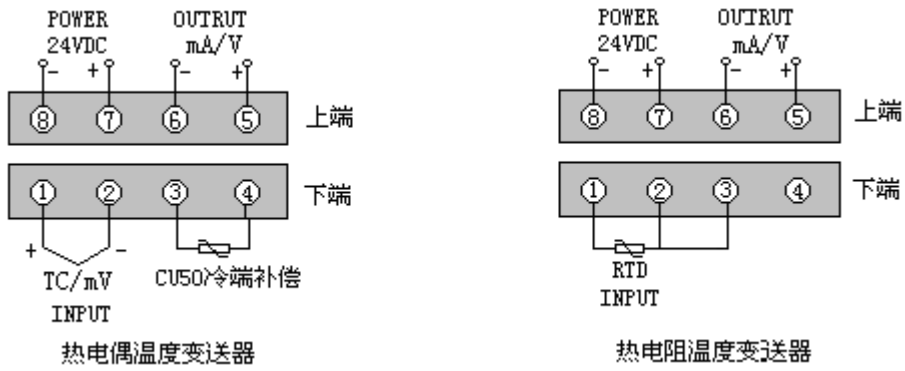 POWER
24VDC
OUTRUT
mA/V
- + - +
⑧ ⑦ ⑥ ⑤ 上端
① ② ③ ④ 下端
+ -
TC/mV
INPUT
CU50冷端补偿
热电偶温度变送器
POWER
24VDC
OUTRUT
mA/V
- + - +
⑧ ⑦ ⑥ ⑤ 上端
① ② ③ ④ 下端
RTD
INPUT
热电阻温度变送器